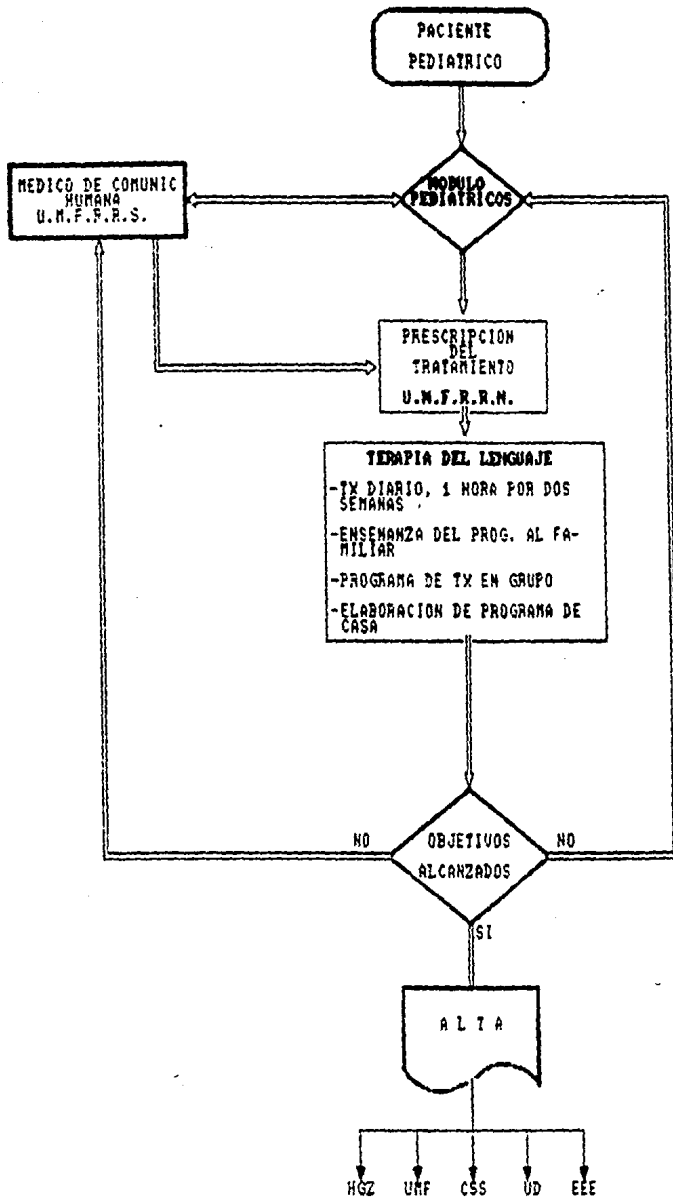 PACIENTE
PEDIATRICO
MODULO
PEDIATRICOS
MEDICO DE COMUNIC
HUMANA
U.M.F.R.R.S.
PRESCRIPCION
DEL
TRATAMIENTO
U.M.F.R.R.N.
TERAPIA DEL LENGUAJE
-TX DIARIO, 1 HORA POR DOS
SEMANAS
-ENSENANZA DEL PROG. AL FA-
MILIAR
-PROGRAMA DE TX EN GRUPO
-ELABORACION DE PROGRAMA DE
CASA
NO
OBJETIVOS
NO
ALCANZADOS
SI
A L T A
HGZ UMF CSS UD EEE